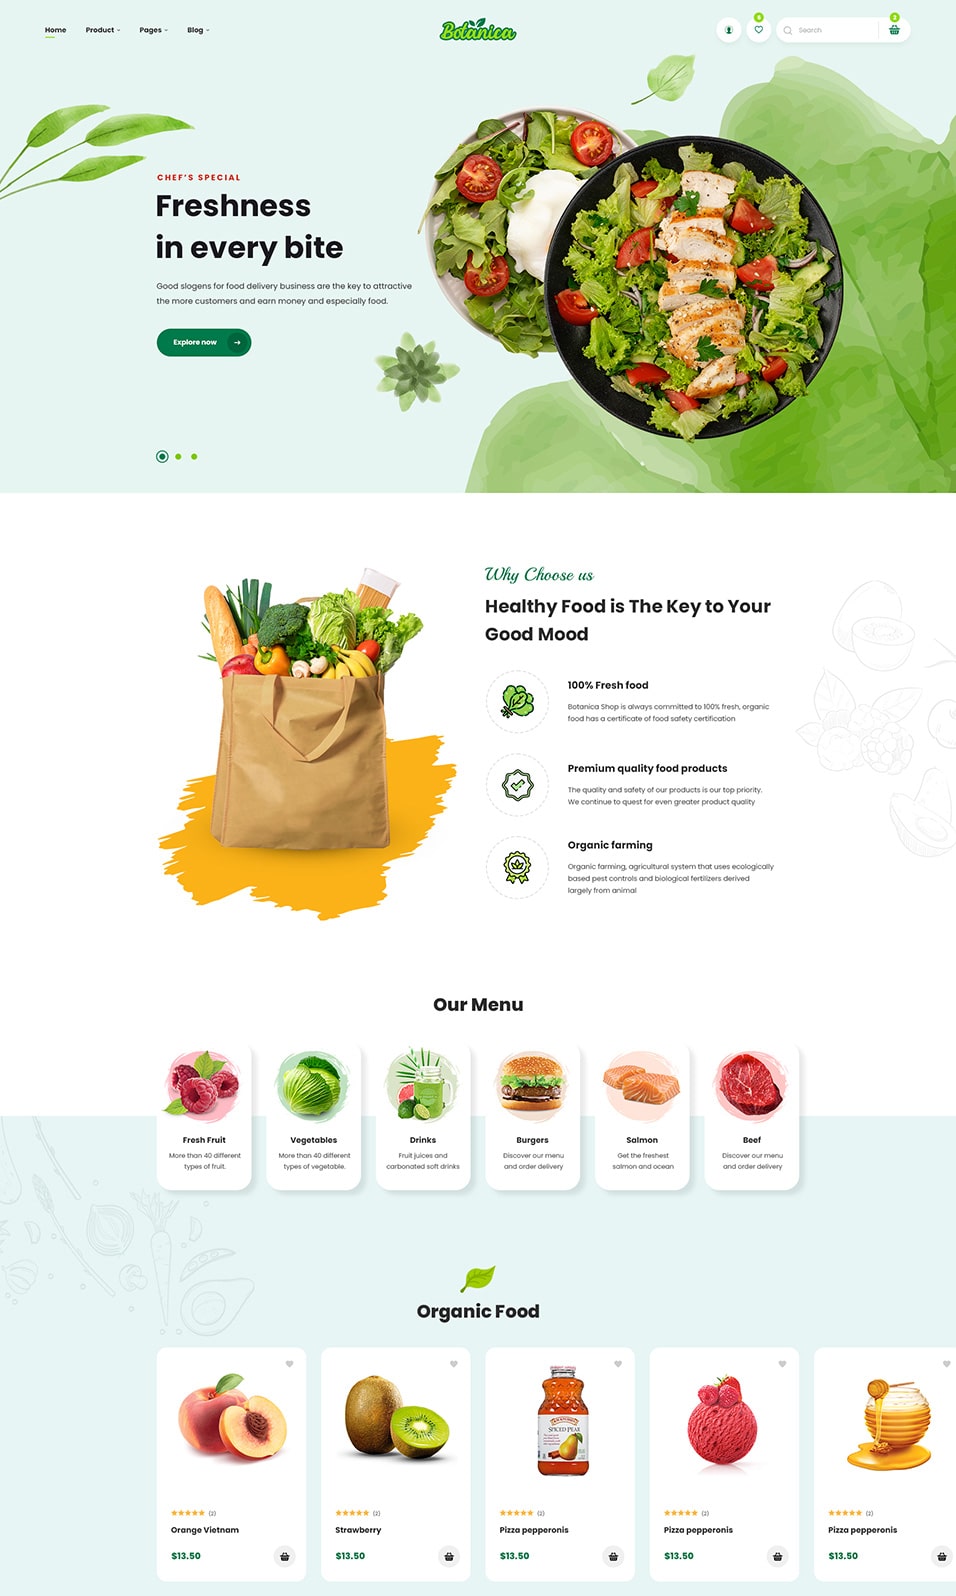 Home Product Pages Blog
Botanica
Search
CHEF'S SPECIAL
Freshness
in every bite
Good slogens for food delivery business are the key to attractive
the more customers and earn money and especially food.
Explore now
Why Choose us
Healthy Food is The Key to Your
Good Mood
100% Fresh food
Botanica Shop is always committed to 100% fresh, organic
food has a certificate of food safety certification
Premium quality food products
The quality and safety of our products is our top priority.
We continue to quest for even greater product quality
Organic farming
Organic farming, agricultural system that uses ecologically
based pest controls and biological fertilizers derived
largely from animal
Our Menu
Fresh Fruit
More than 40 different
types of fruit.
Vegetables
More than 40 different
types of vegetable.
Drinks
Fruit juices and
carbonated soft drinks
Burgers
Discover our menu
and order delivery
Salmon
Get the freshest
salmon and ocean
Beef
Discover our menu
and order delivery
Organic Food
SPICED PEAR
(2)
Orange Vietnam
$13.50
(2)
Strawberry
$13.50
(2)
Pizza pepperonis
$13.50
(2)
Pizza pepperonis
$13.50
(2)
Pizza pepperonis
$13.50